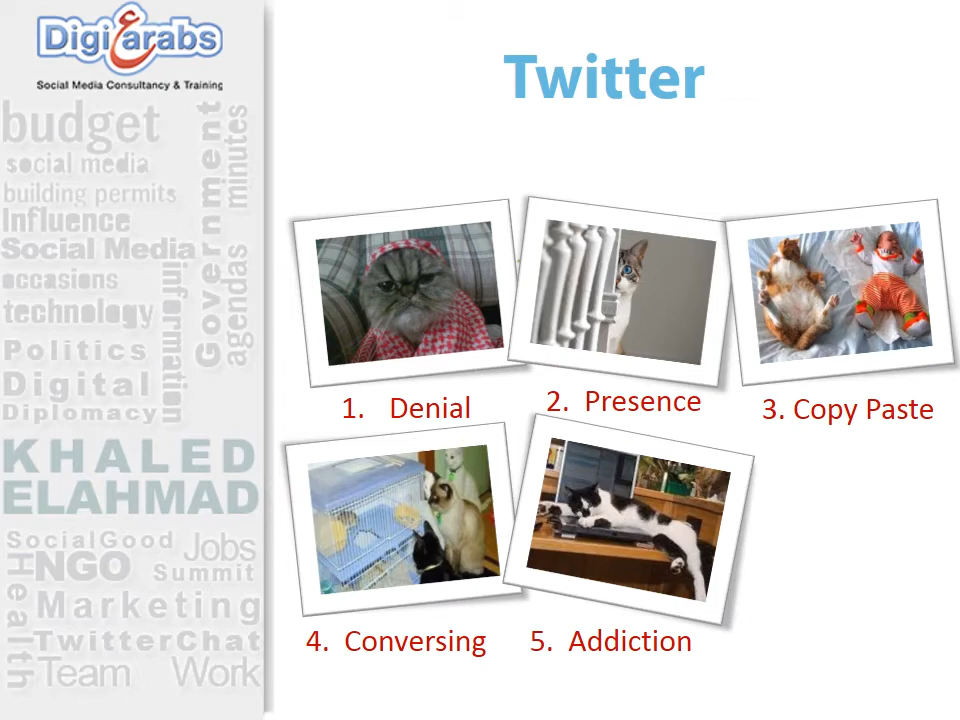 Digi ع arabs
Social Media Consultancy & Training
budget
social media
building permits
Influence
Social Media
occasions
technology
Politics
Digital
Diplomacy
Government
minutes
agendas
information
KHALED
ELAHMAD
SocialGood
Jobs
NGO
Summit
Health
Marketing
TwitterChat
Team Work
Twitter
1. Denial
2. Presence
3. Copy Paste
4. Conversing
5. Addiction